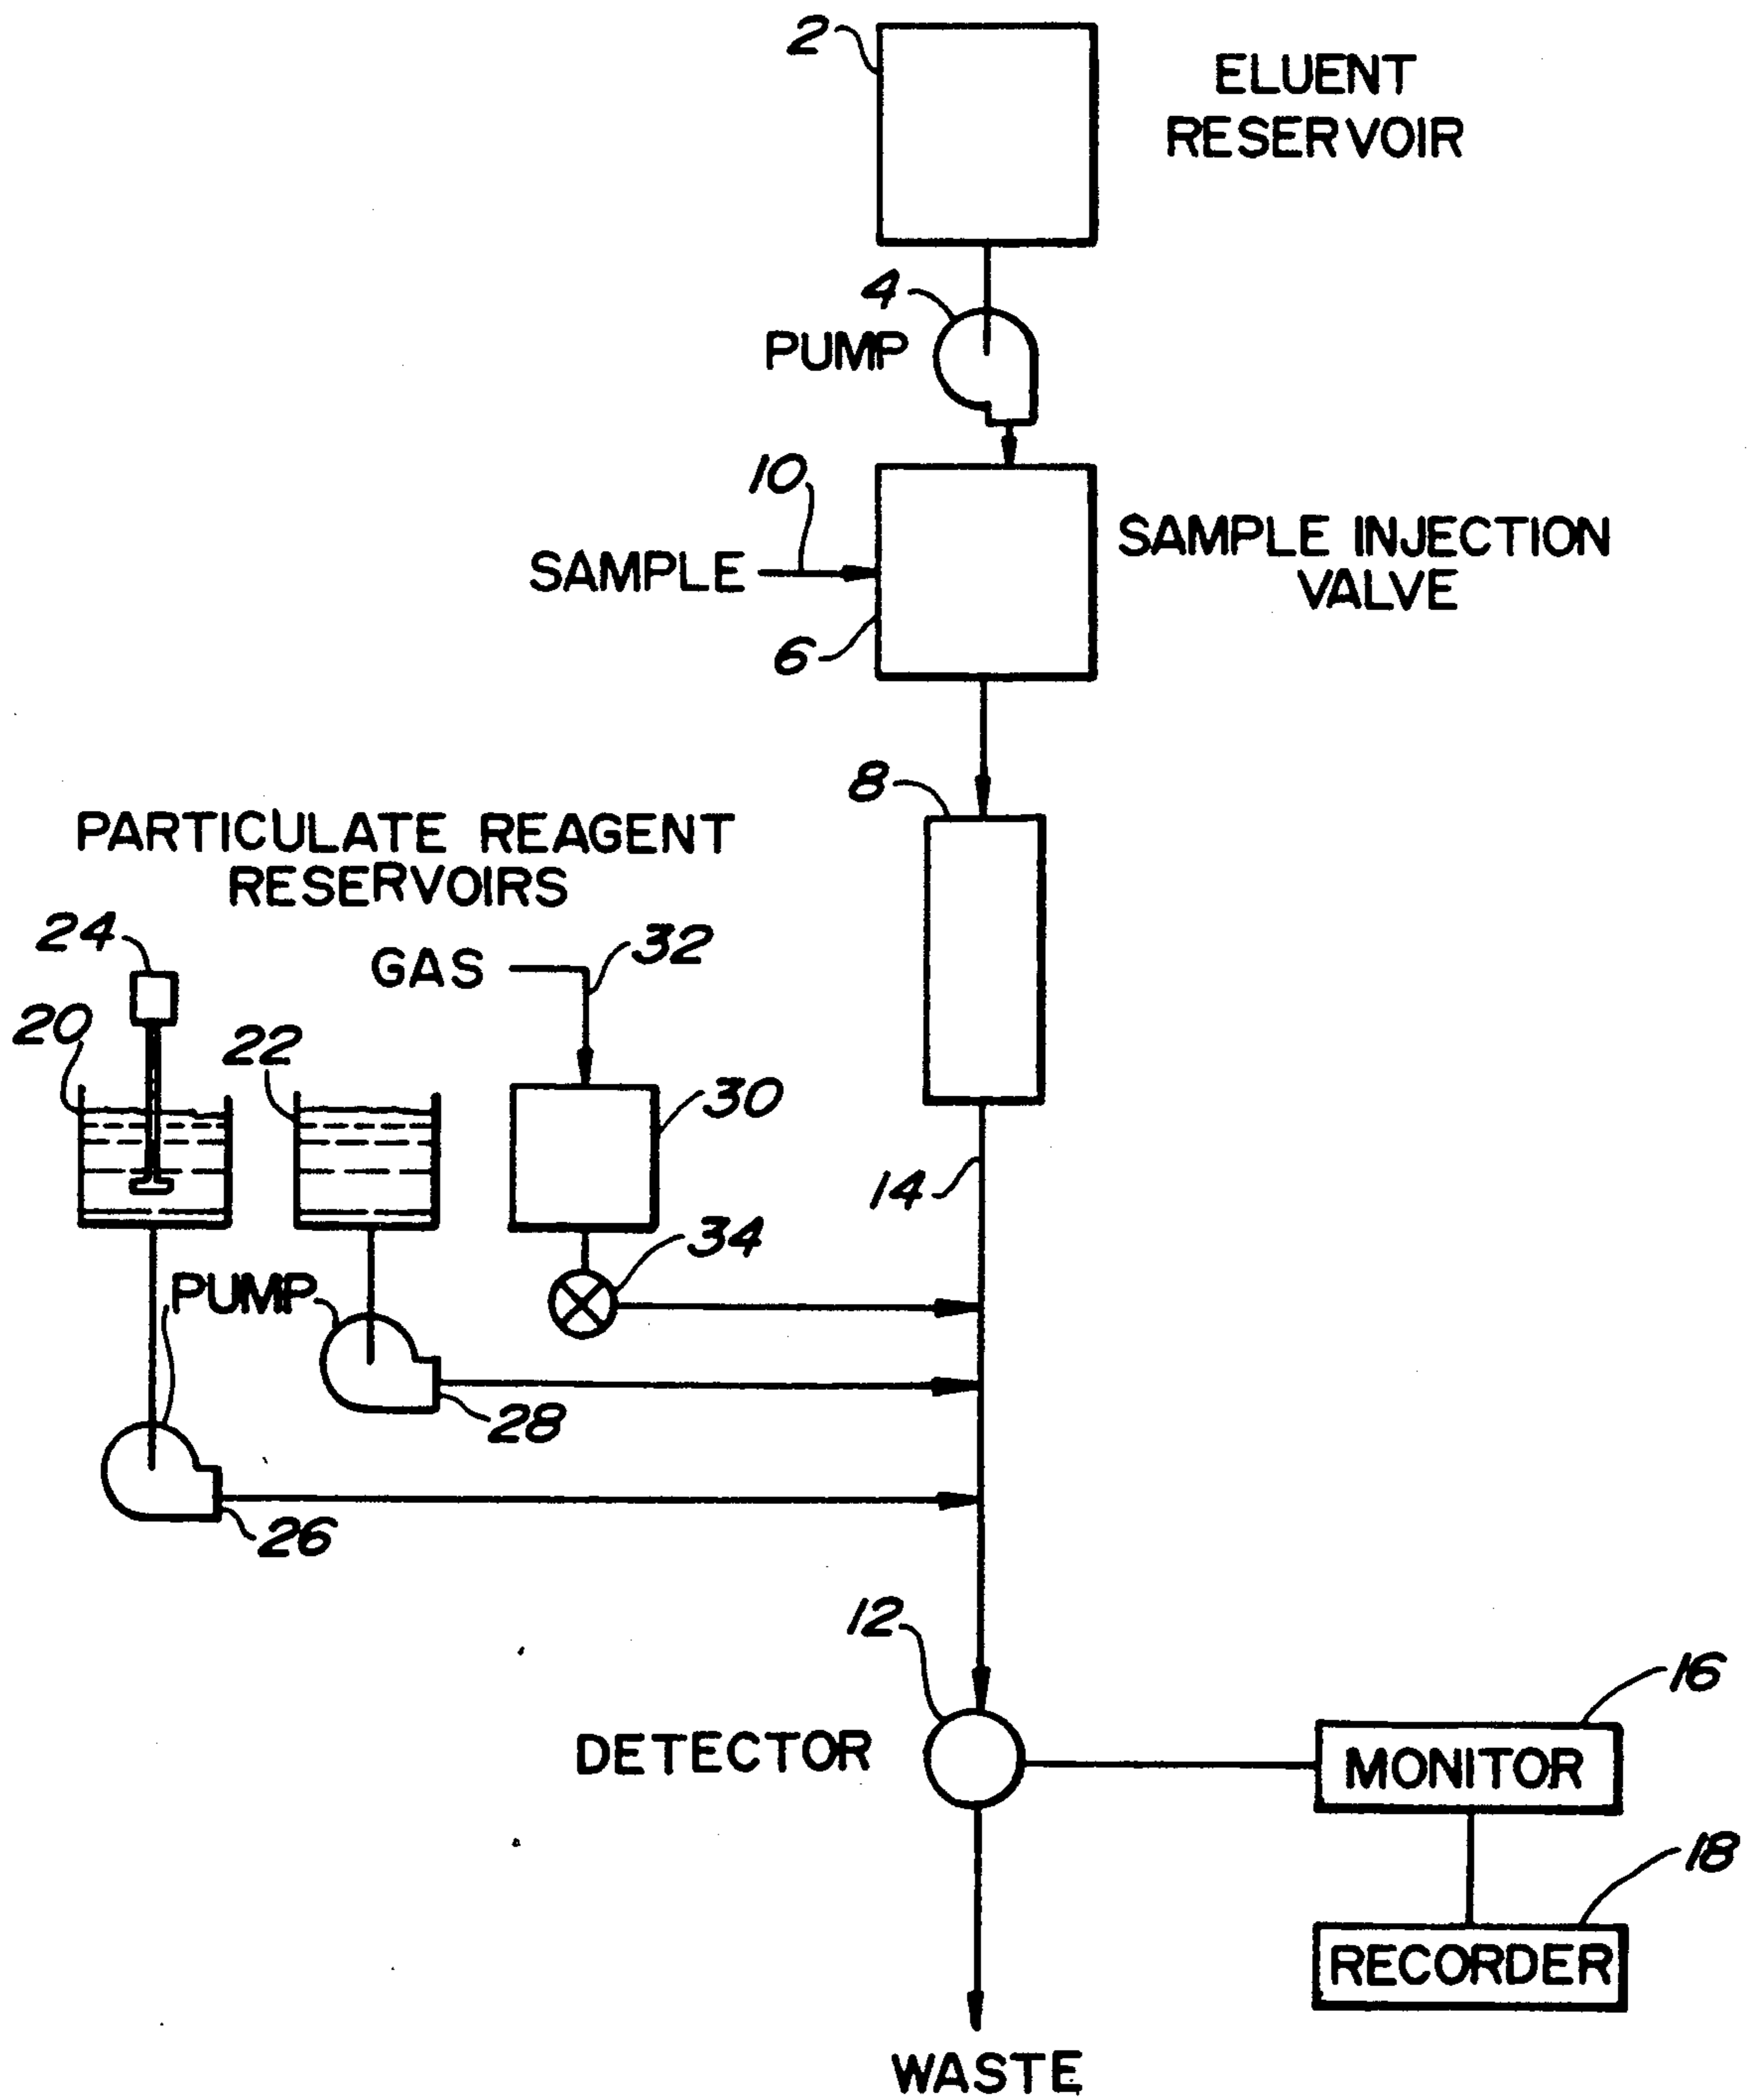 2
ELUENT
RESERVOIR
4
PUMP
10
SAMPLE
SAMPLE INJECTION
VALVE
6
8
PARTICULATE REAGENT
RESERVOIRS
24
GAS
32
20
22
30
14
34
PUMP
28
26
12
DETECTOR
16
MONITOR
18
RECORDER
WASTE